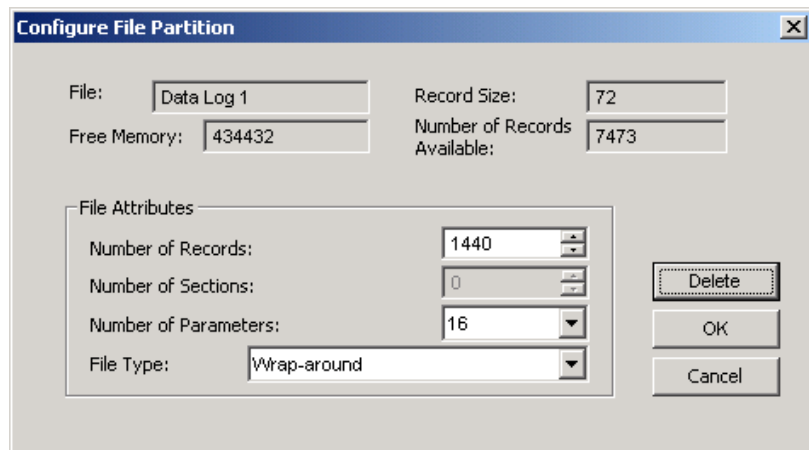 Configure File Partition
File: Data Log 1
Record Size: 72
Free Memory: 434432
Number of Records Available: 7473
File Attributes
Number of Records: 1440
Number of Sections: 0
Number of Parameters: 16
File Type: Wrap-around
Delete
OK
Cancel